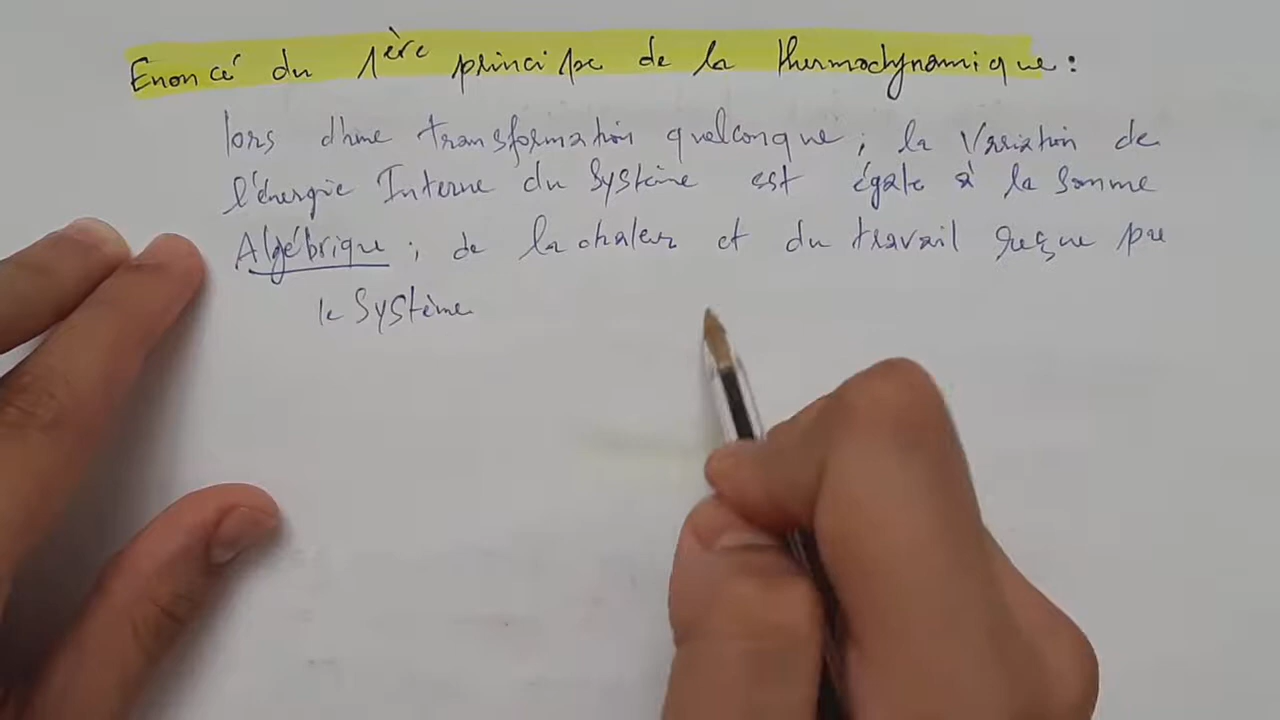 Enoncé du 1ère principe de la thermodynamique :
lors d'une transformation quelconque ; la Variation de
l'énergie Interne du Système est égale à la somme
Algébrique ; de la chaleur et du travail reçue par
le Système